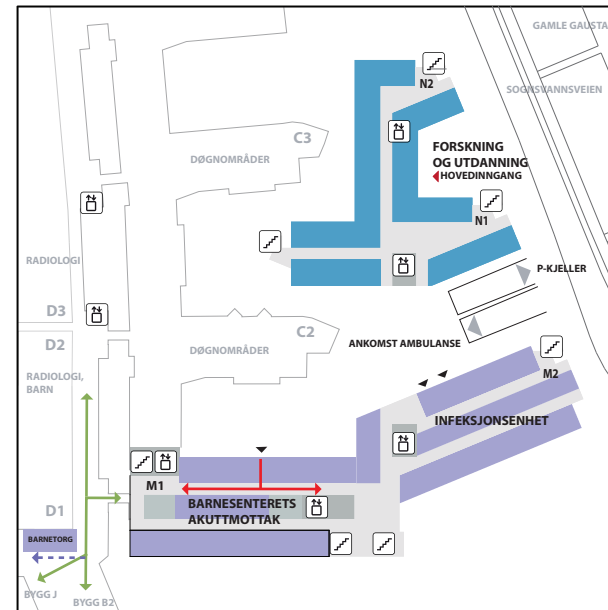 GAMLE GAUSTA
SOGNSVANNSVEIEN
N2
C3
DØGNOMRÅDER
FORSKNING
OG UTDANNING
HOVEDINNGANG
N1
RADIOLOGI
P-KJELLER
D3
C2
D2
ANKOMST AMBULANSE
DØGNOMRÅDER
RADIOLOGI,
BARN
M2
INFEKSJONSENHET
M1
BARNESENTERETS
AKUTTMOTTAK
D1
BARNETORG
BYGG J
BYGG B2